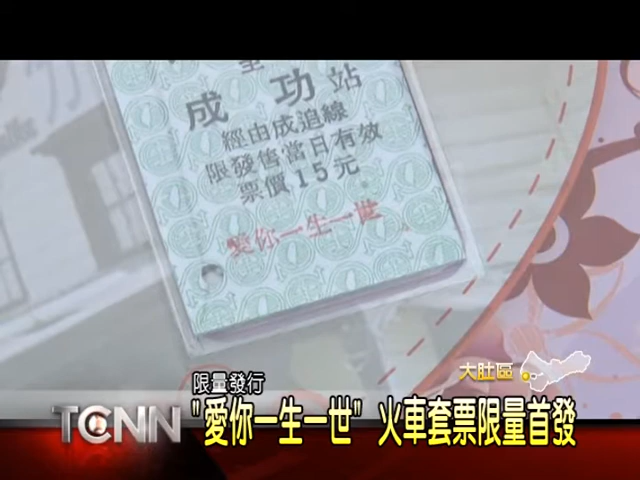 至
成功站
經由成追線
限發售當日有效
票價15元
愛你一生一世
大肚區
限量發行
TCNN
"愛你一生一世" 火車套票限量首發